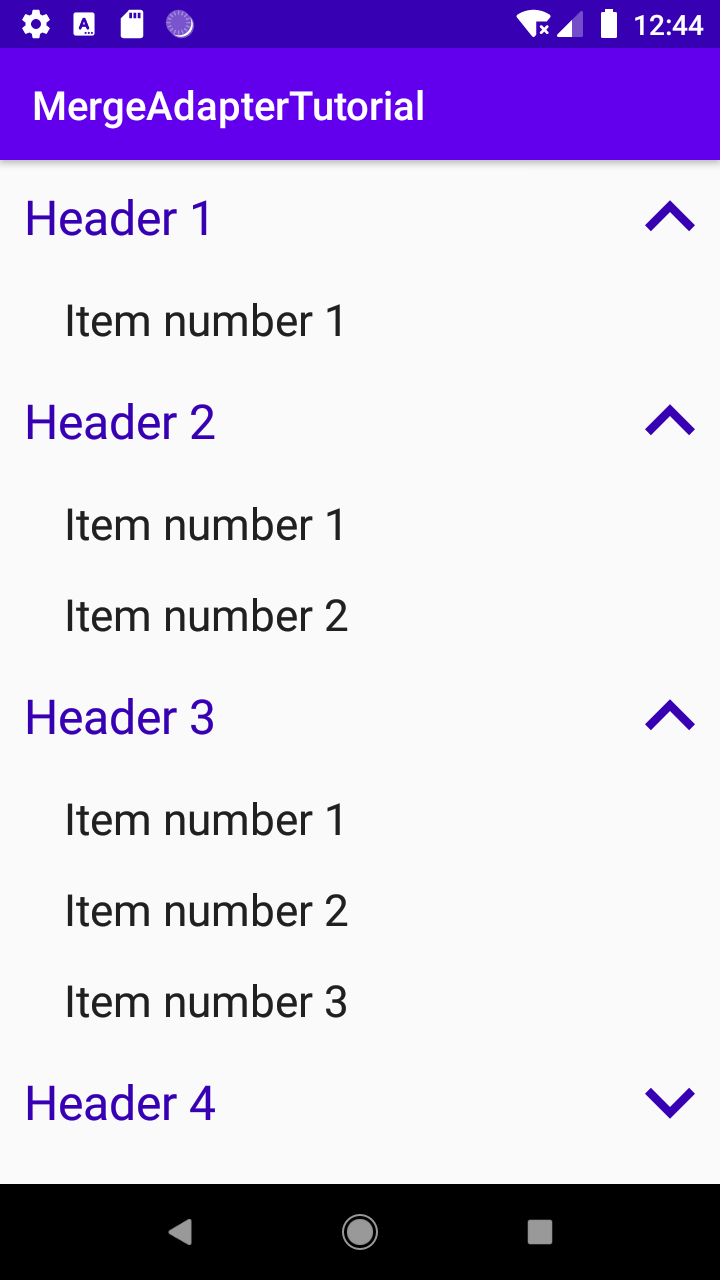 12:44
MergeAdapterTutorial
Header 1
Item number 1
Header 2
Item number 1
Item number 2
Header 3
Item number 1
Item number 2
Item number 3
Header 4